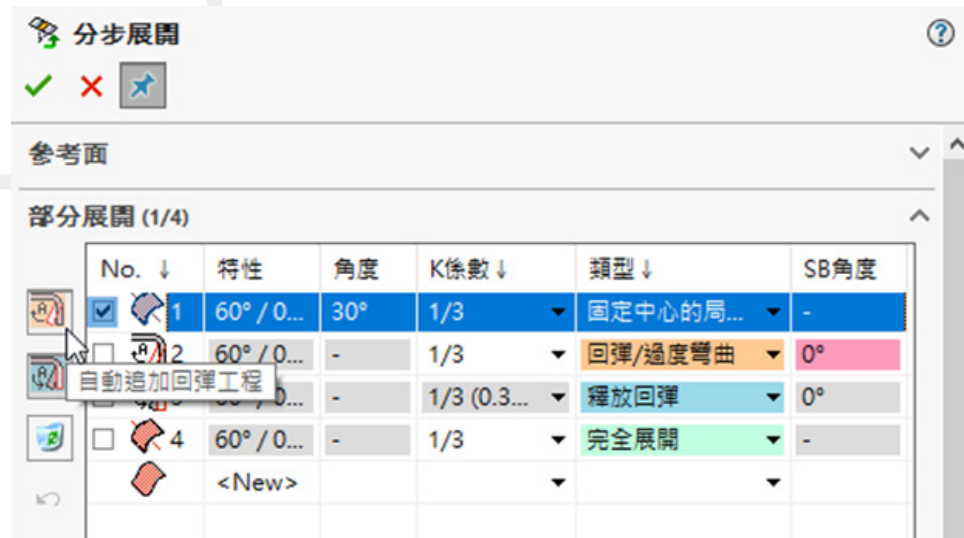 分步展開
參考面
部分展開 (1/4)
No. ↓ 特性 角度 K係數↓ 類型↓ SB角度
1 60° / 0... 30° 1/3 固定中心的局... -
2 60° / 0... - 1/3 回彈/過度彎曲 0°
自動追加回彈工程
- 1/3 (0.3... 釋放回彈 0°
4 60° / 0... - 1/3 完全展開 -
<New>